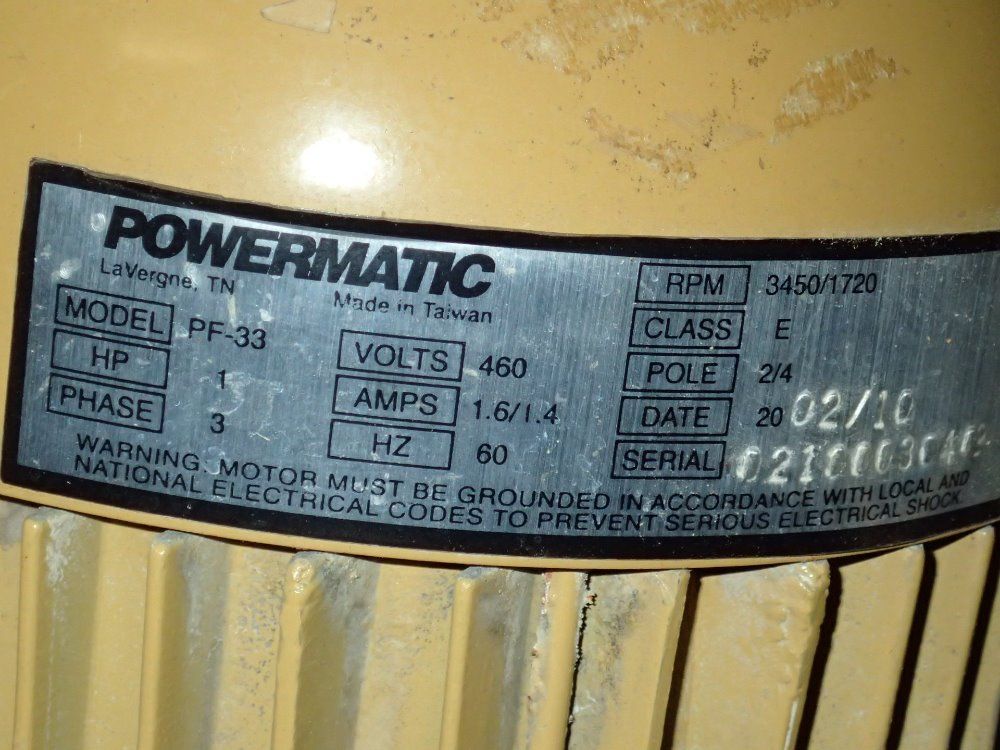 POWERMATIC
LaVergne, TN
Made in Taiwan
MODEL PF-33
HP 1
PHASE 3
VOLTS 460
AMPS 1.6/1.4
HZ 60
RPM 3450/1720
CLASS E
POLE 2/4
DATE 20 02/10
SERIAL
WARNING: MOTOR MUST BE GROUNDED IN ACCORDANCE WITH LOCAL AND
NATIONAL ELECTRICAL CODES TO PREVENT SERIOUS ELECTRICAL SHOCK.